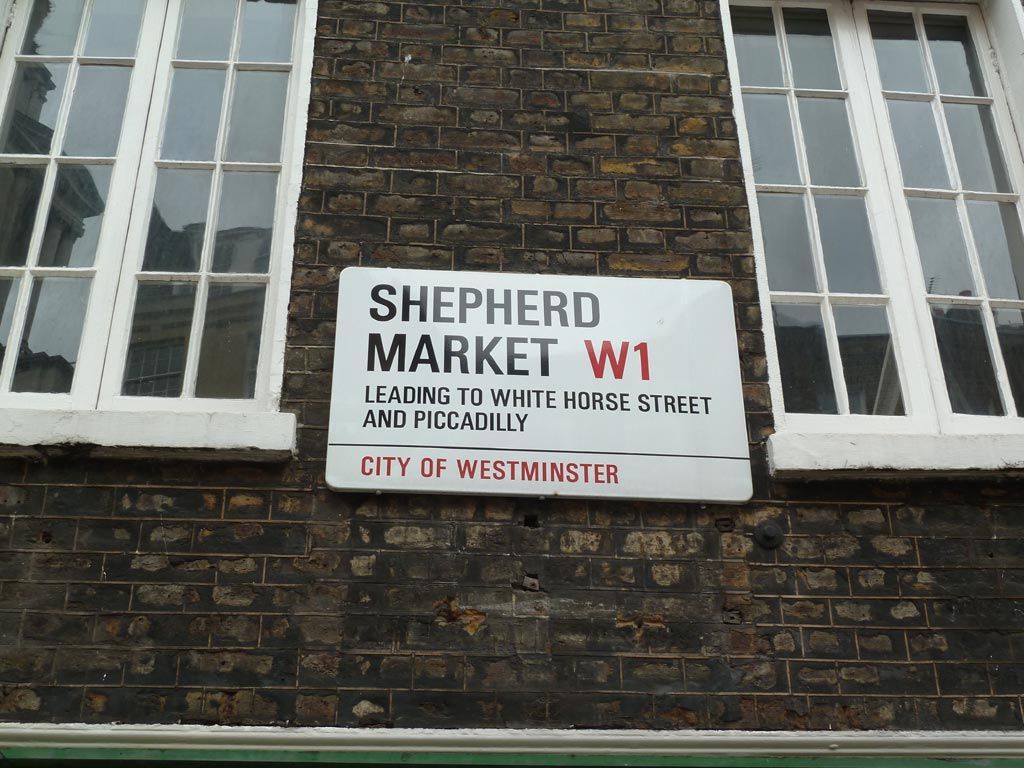 SHEPHERD
MARKET W1
LEADING TO WHITE HORSE STREET
AND PICCADILLY
CITY OF WESTMINSTER